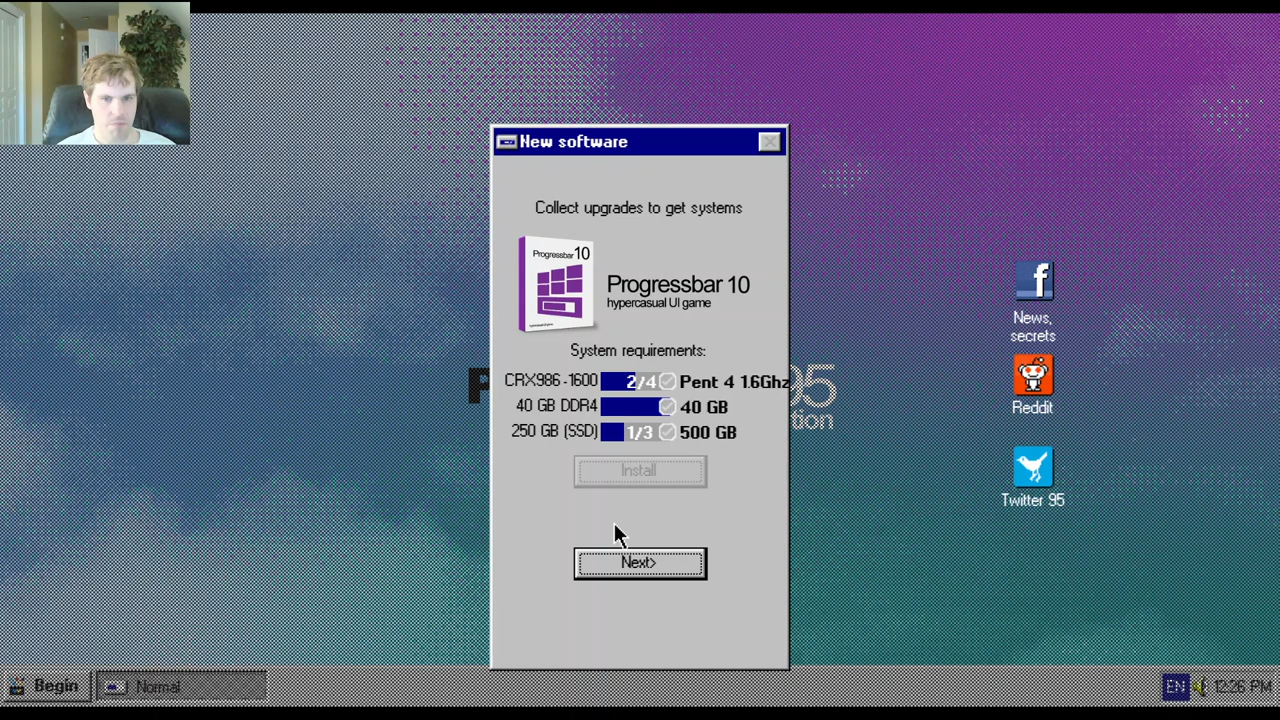 New software
Collect upgrades to get systems
Progressbar 10
Progressbar 10
hypercasual UI game
System requirements:
CRX986-1600 2/4 Pent 4 1.6Ghz
40 GB DDR4 40 GB
250 GB (SSD) 1/3 500 GB
Install
Next>
P
95
ition
f
News,
secrets
Reddit
Twitter 95
Begin
Normal
EN
12:26 PM